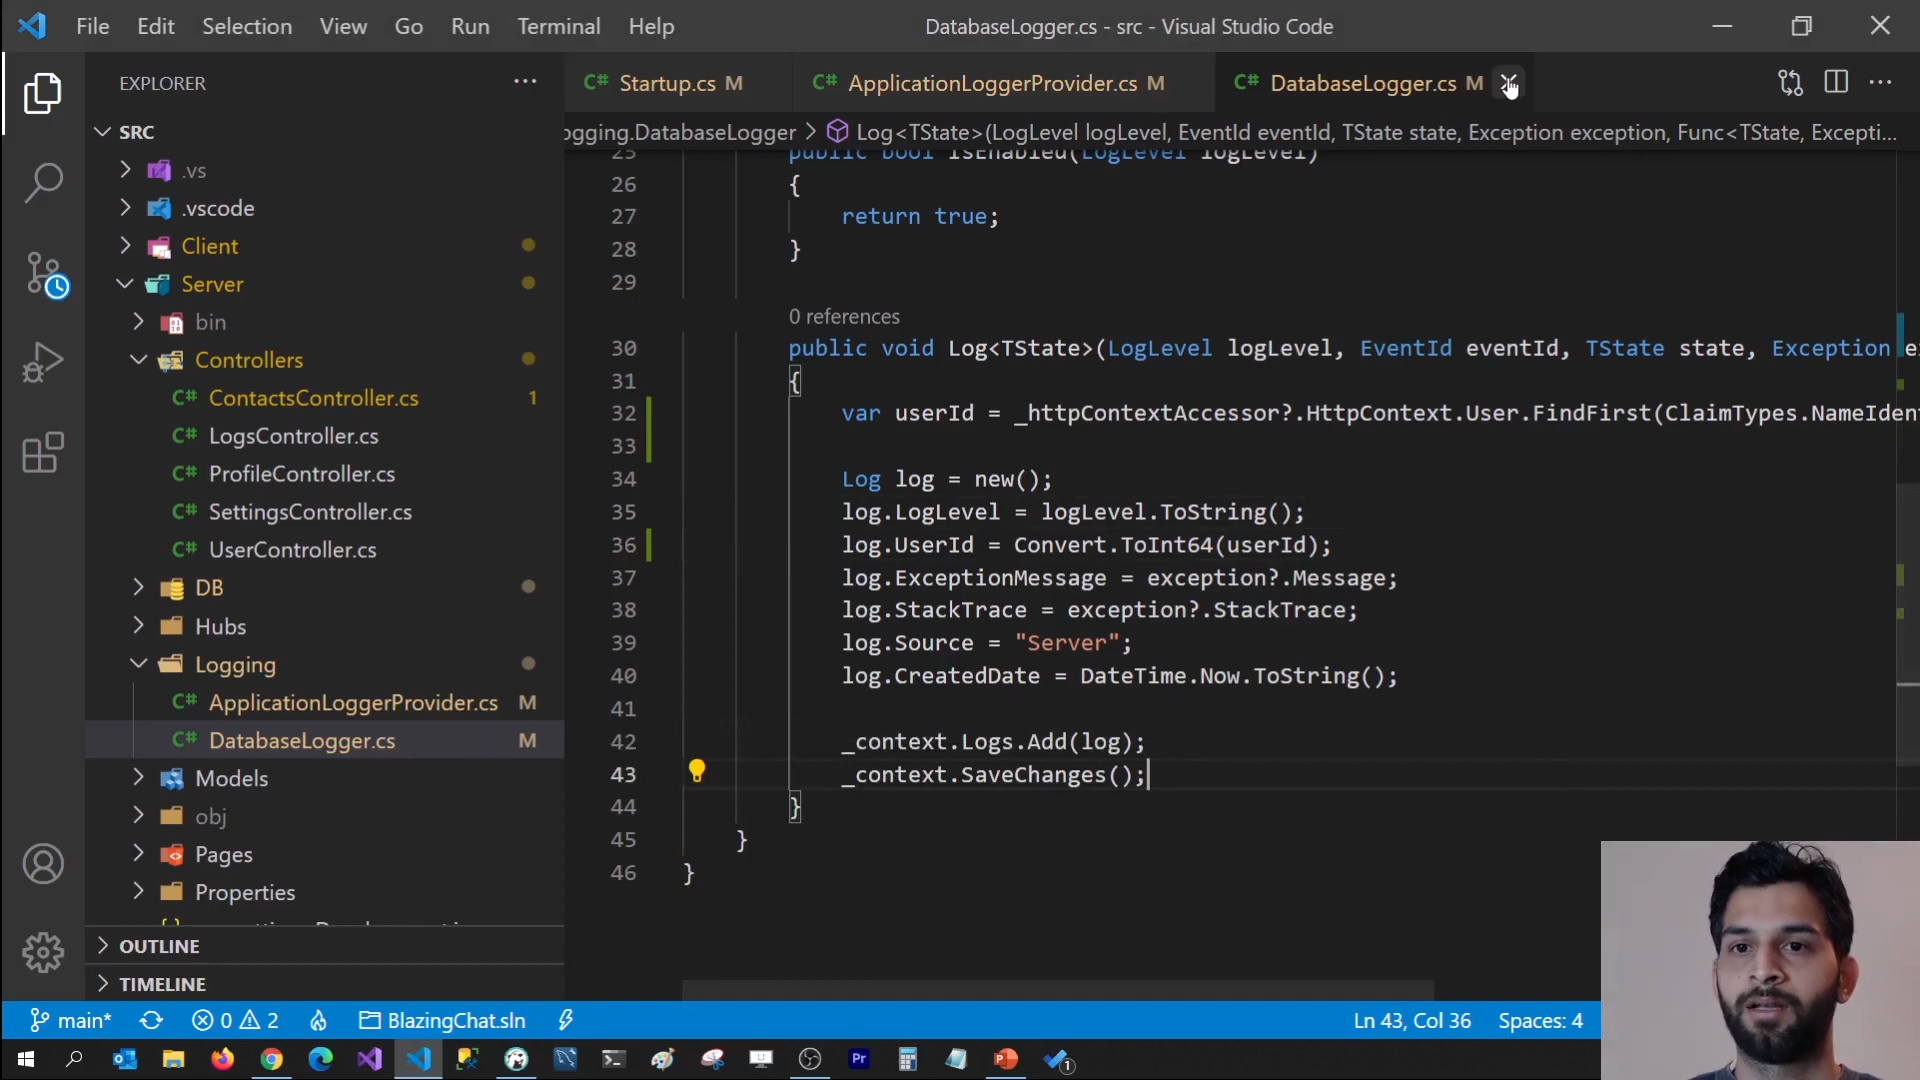 File Edit Selection View Go Run Terminal Help
DatabaseLogger.cs - src - Visual Studio Code
EXPLORER
SRC
.vs
.vscode
Client
Server
bin
Controllers
ContactsController.cs 1
LogsController.cs
ProfileController.cs
SettingsController.cs
UserController.cs
DB
Hubs
Logging
ApplicationLoggerProvider.cs M
DatabaseLogger.cs M
Models
obj
Pages
Properties
OUTLINE
TIMELINE
Startup.cs M
ApplicationLoggerProvider.cs M
DatabaseLogger.cs M
ogging.DatabaseLogger > Log<TState>(LogLevel logLevel, EventId eventId, TState state, Exception exception, Func<TState, Excepti...
25 public bool IsEnabled(LogLevel logLevel)
26 {
27 return true;
28 }
29
0 references
30 public void Log<TState>(LogLevel logLevel, EventId eventId, TState state, Exception e
31 {
32 var userId = _httpContextAccessor?.HttpContext.User.FindFirst(ClaimTypes.NameIdent
33
34 Log log = new();
35 log.LogLevel = logLevel.ToString();
36 log.UserId = Convert.ToInt64(userId);
37 log.ExceptionMessage = exception?.Message;
38 log.StackTrace = exception?.StackTrace;
39 log.Source = "Server";
40 log.CreatedDate = DateTime.Now.ToString();
41
42 _context.Logs.Add(log);
43 _context.SaveChanges();
44 }
45 }
46 }
main* 0 2 BlazingChat.sln
Ln 43, Col 36 Spaces: 4